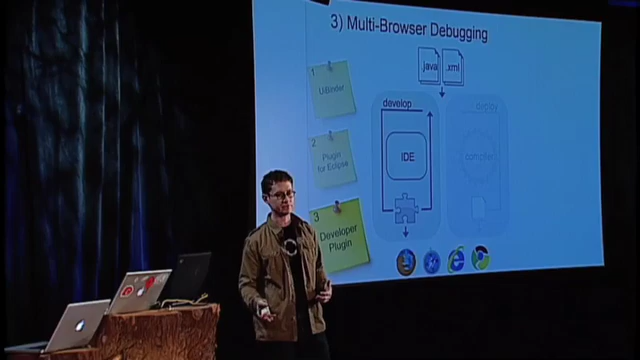 3) Multi-Browser Debugging
.java .xml
1
UiBinder
develop
deploy
2
Plugin
for Eclipse
IDE
compiler
3
Developer
Plugin